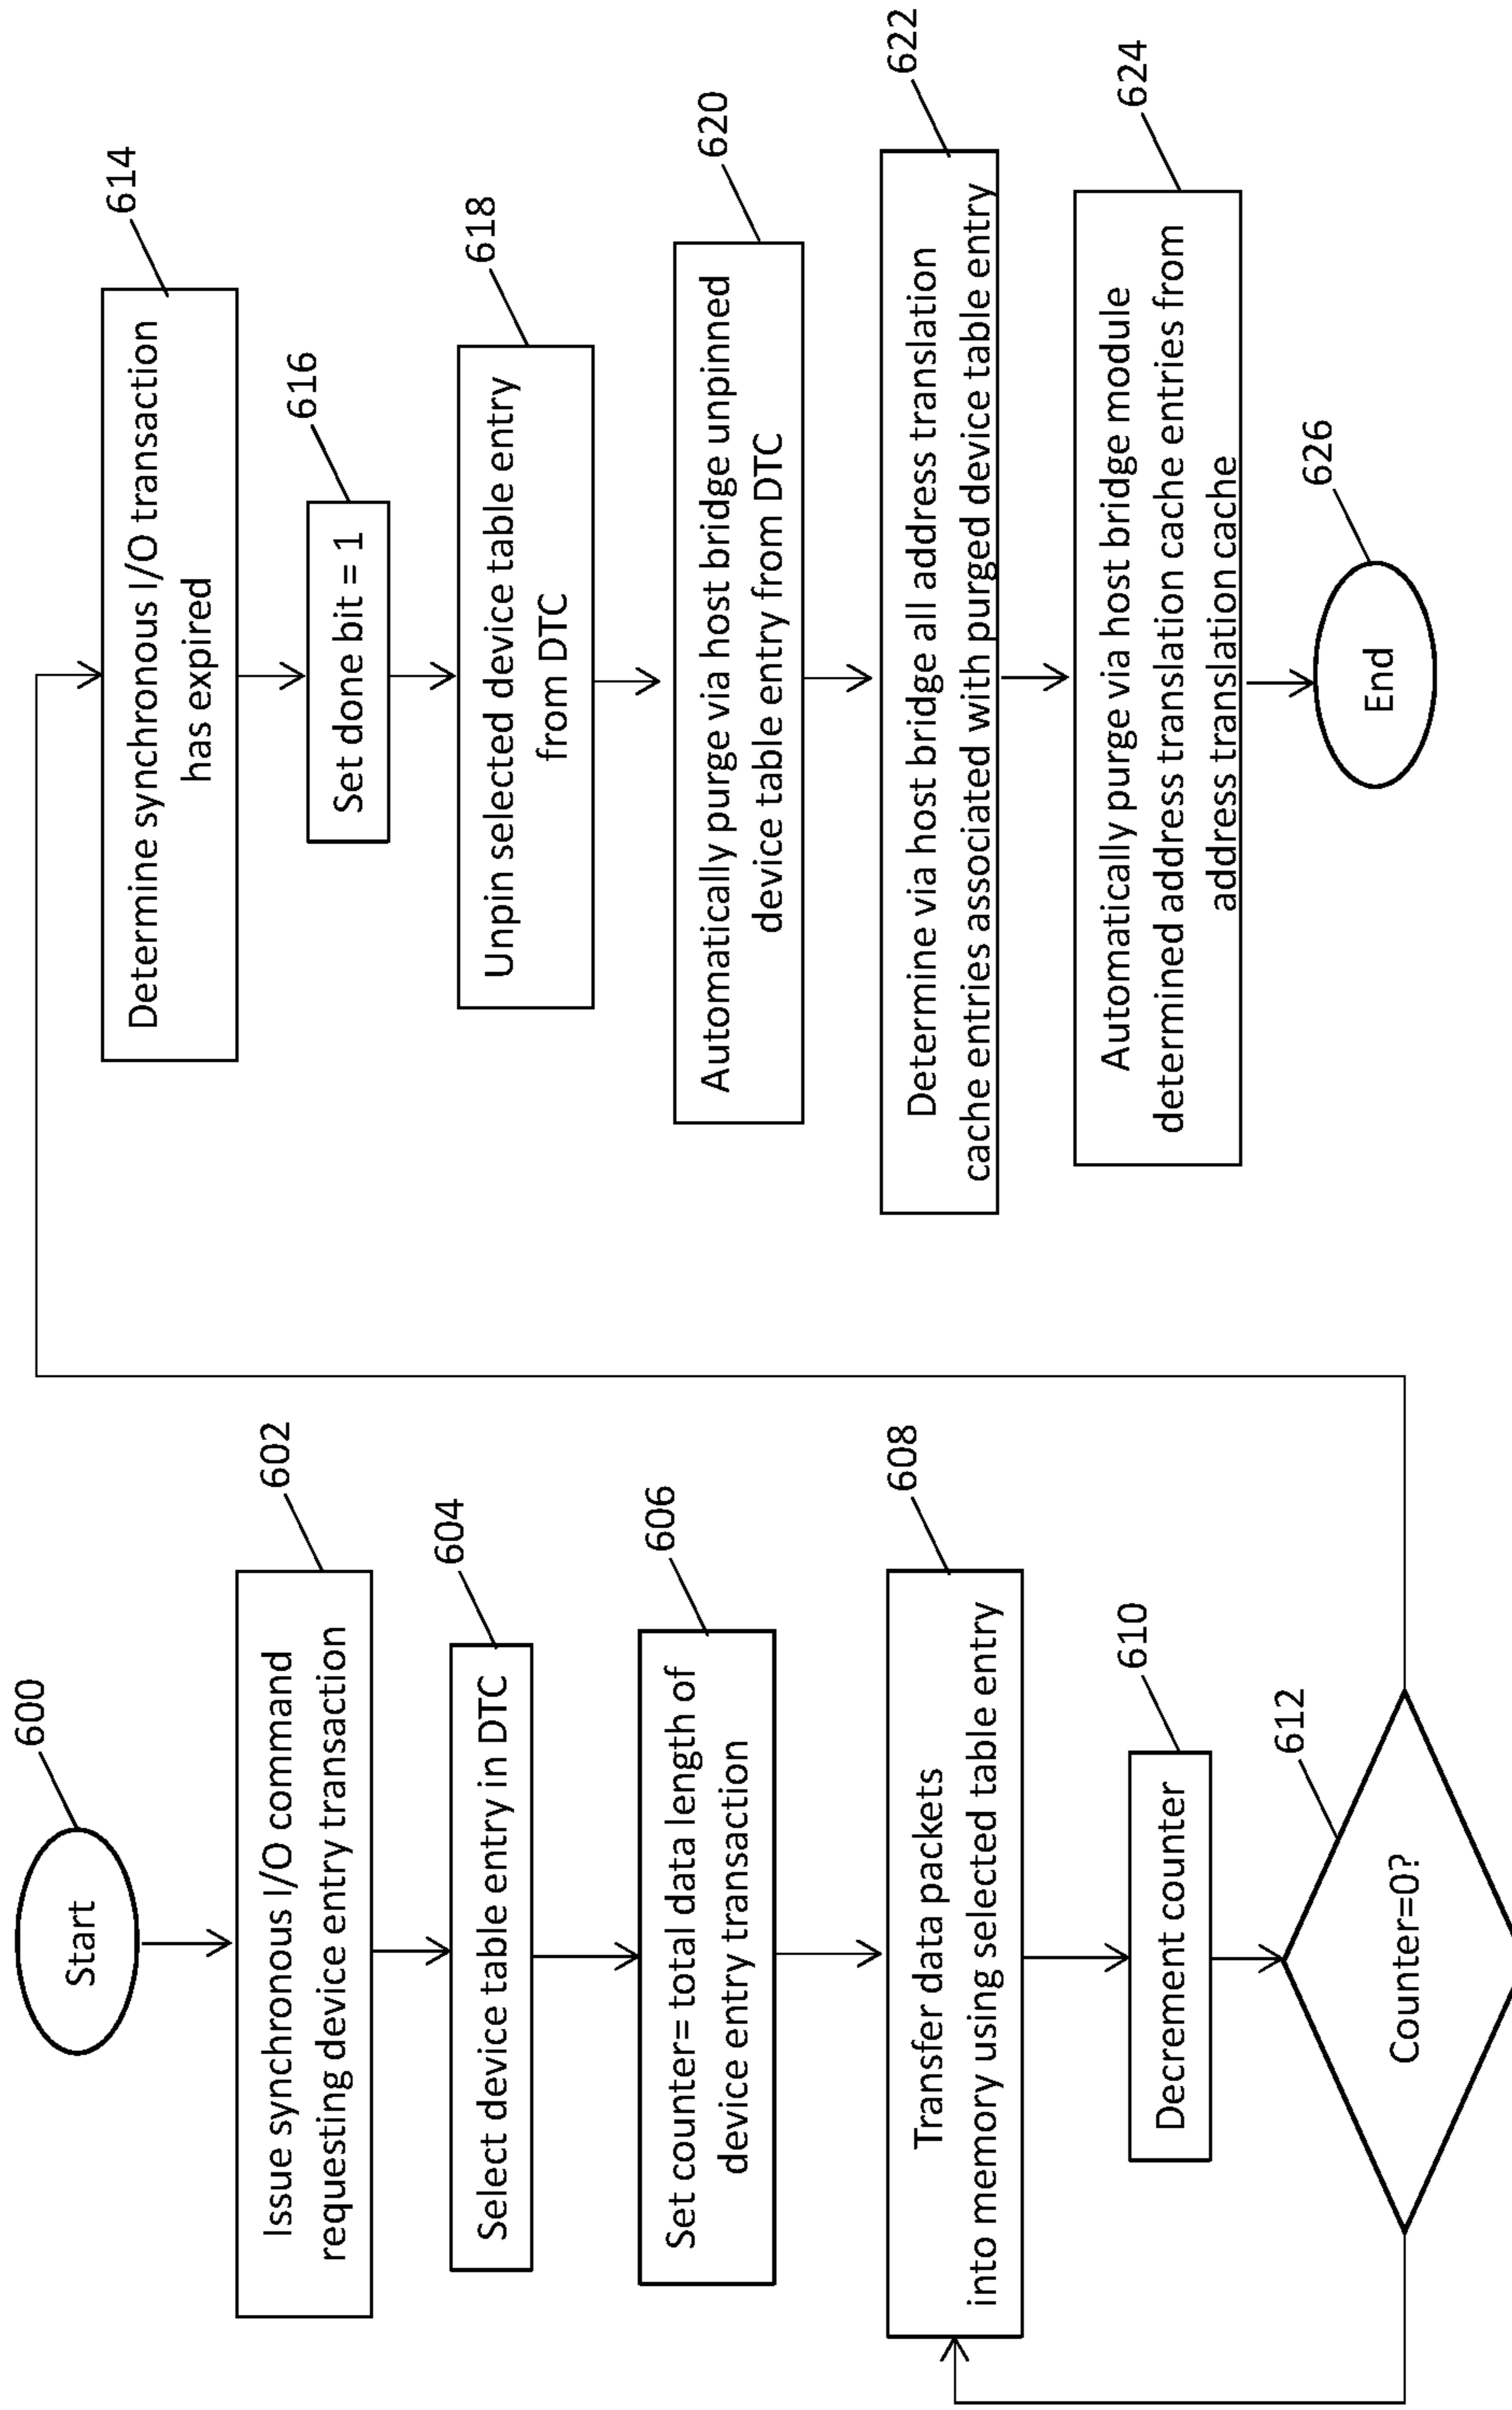 600
Start
602
Issue synchronous I/O command
requesting device entry transaction
604
Select device table entry in DTC
606
Set counter= total data length of
device entry transaction
608
Transfer data packets
into memory using selected table entry
610
Decrement counter
612
Counter=0?
614
Determine synchronous I/O transaction
has expired
616
Set done bit = 1
618
Unpin selected device table entry
from DTC
620
Automatically purge via host bridge unpinned
device table entry from DTC
622
Determine via host bridge all address translation
cache entries associated with purged device table entry
624
Automatically purge via host bridge module
determined address translation cache entries from
address translation cache
626
End